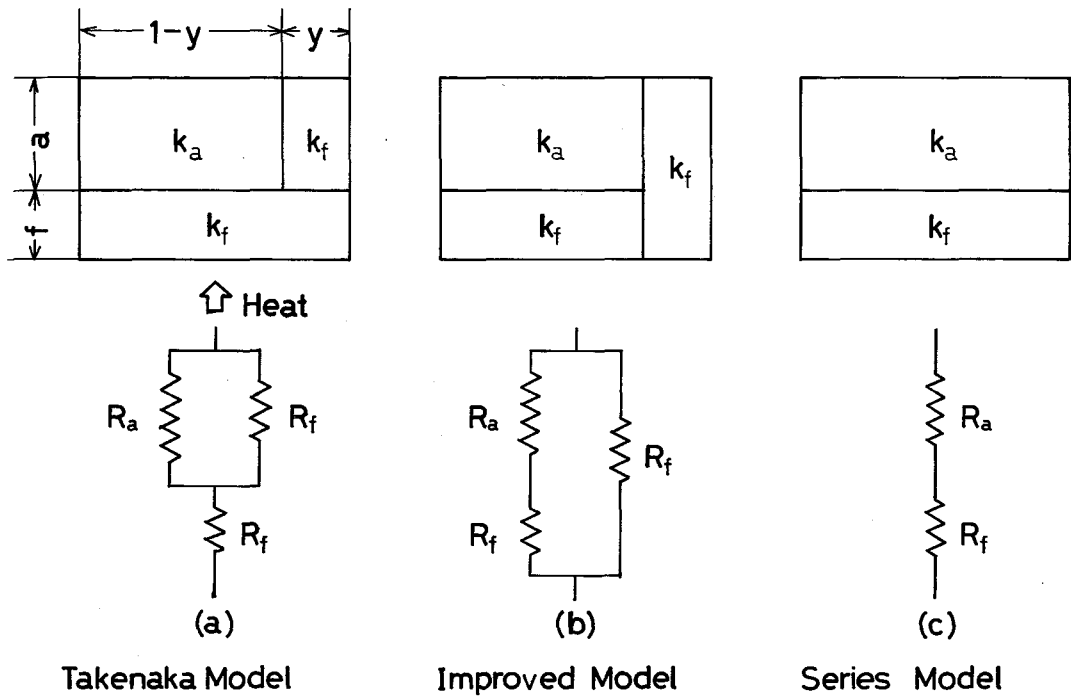 1-y y
a k_a k_f k_a k_f k_a
f k_f k_f k_f
Heat
R_a R_f R_a R_f R_a
R_f R_f R_f
(a) (b) (c)
Takenaka Model Improved Model Series Model